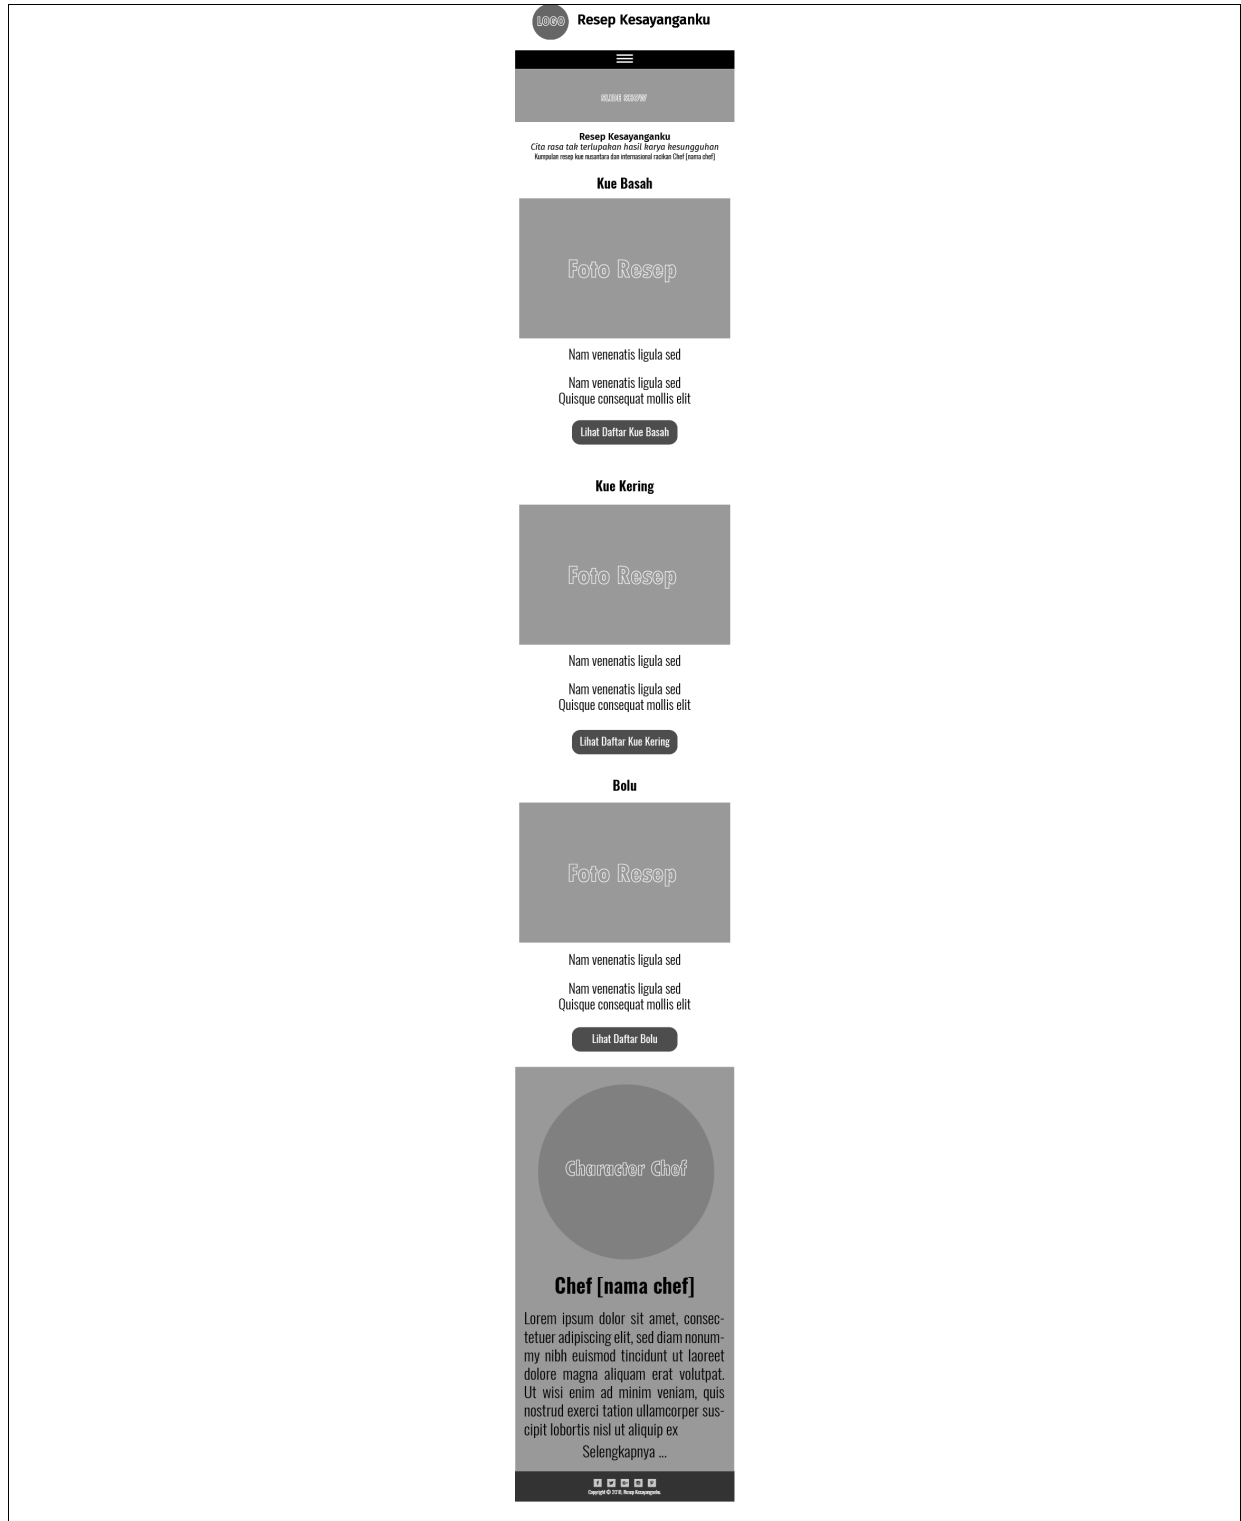 LOGO
Resep Kesayanganku
SLIDE SHOW
Resep Kesayanganku
Cita rasa tak terlupakan hasil karya kesungguhan
Kumpulan resep kue nusantara dan internasional racikan Chef [nama chef]
Kue Basah
Foto Resep
Nam venenatis ligula sed
Nam venenatis ligula sed
Quisque consequat mollis elit
Lihat Daftar Kue Basah
Kue Kering
Foto Resep
Nam venenatis ligula sed
Nam venenatis ligula sed
Quisque consequat mollis elit
Lihat Daftar Kue Kering
Bolu
Foto Resep
Nam venenatis ligula sed
Nam venenatis ligula sed
Quisque consequat mollis elit
Lihat Daftar Bolu
Character Chef
Chef [nama chef]
Lorem ipsum dolor sit amet, consec-
tetuer adipiscing elit, sed diam nonum-
my nibh euismod tincidunt ut laoreet
dolore magna aliquam erat volutpat.
Ut wisi enim ad minim veniam, quis
nostrud exerci tation ullamcorper sus-
cipit lobortis nisl ut aliquip ex
Selengkapnya ...
Copyright © 2018, Resep Kesayanganku.